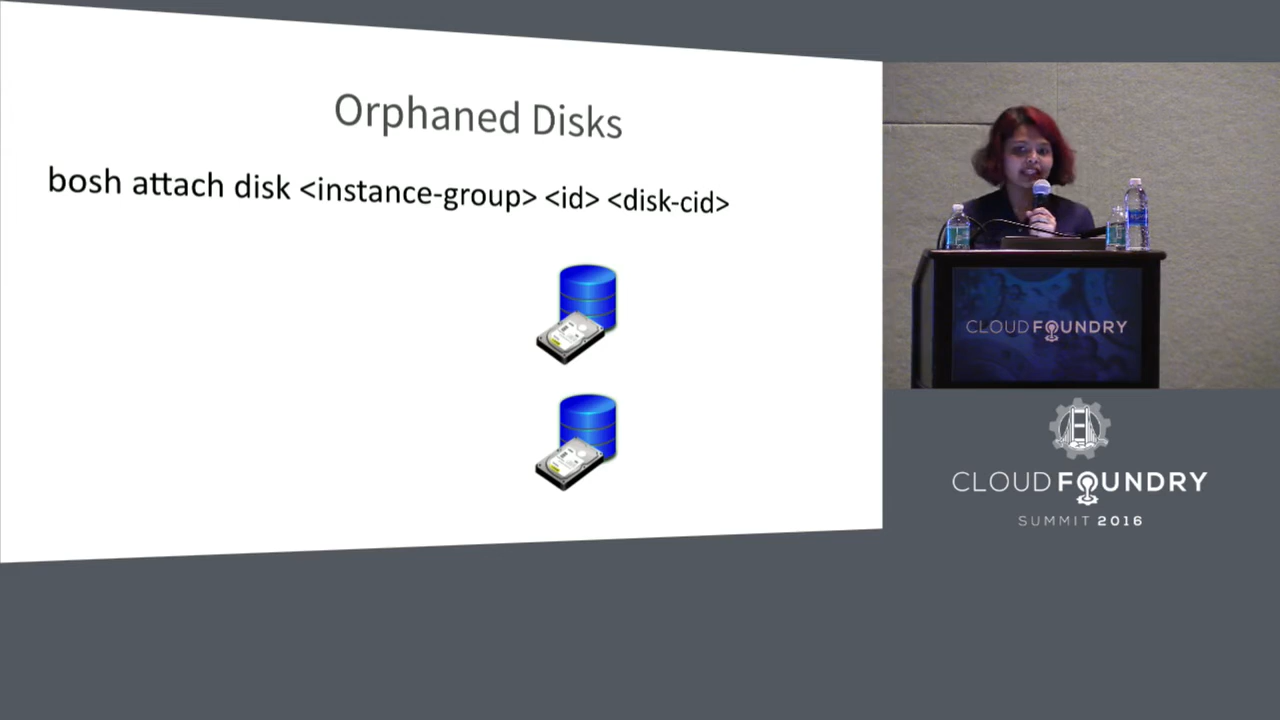 Orphaned Disks
bosh attach disk <instance-group> <id> <disk-cid>
CLOUD FOUNDRY
CLOUD FOUNDRY
SUMMIT 2016